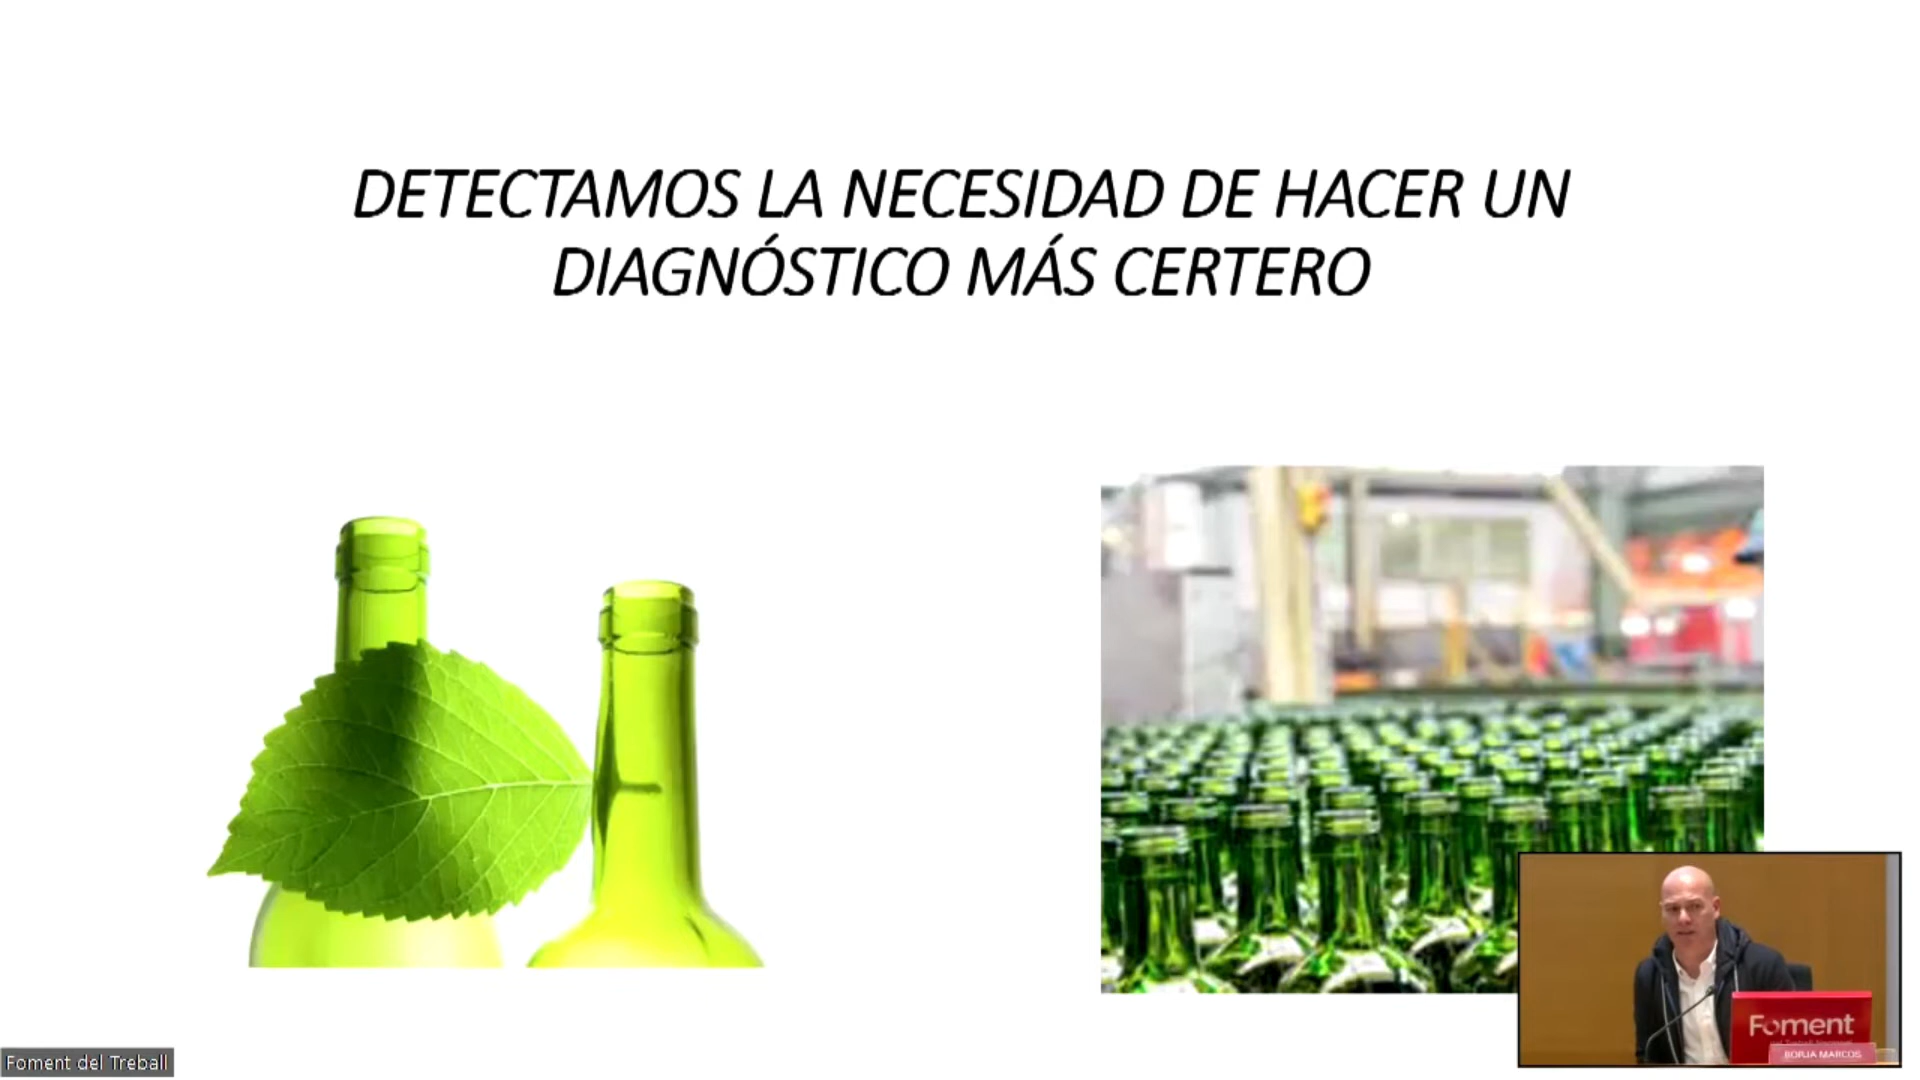 DETECTAMOS LA NECESIDAD DE HACER UN
DIAGNÓSTICO MÁS CERTERO
Foment
BORJA MARCOS
Foment del Treball